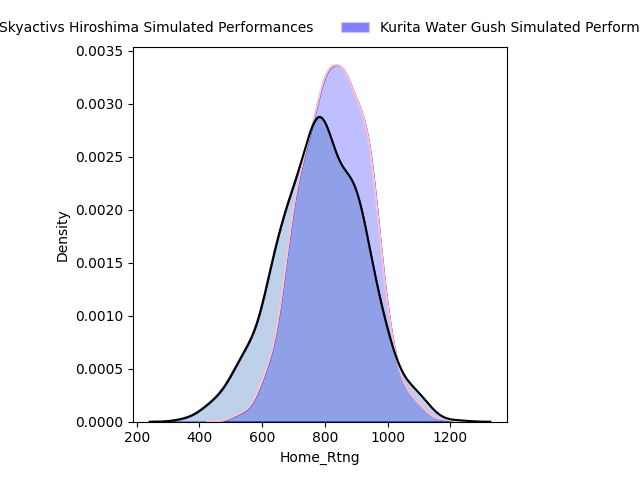 Skyactivs Hiroshima Simulated Performances Kurita Water Gush Simulated Perform
0.0035
0.0030
0.0025
0.0020
0.0015
0.0010
0.0005
0.0000
Density
200 400 600 800 1000 1200
Home_Rtng